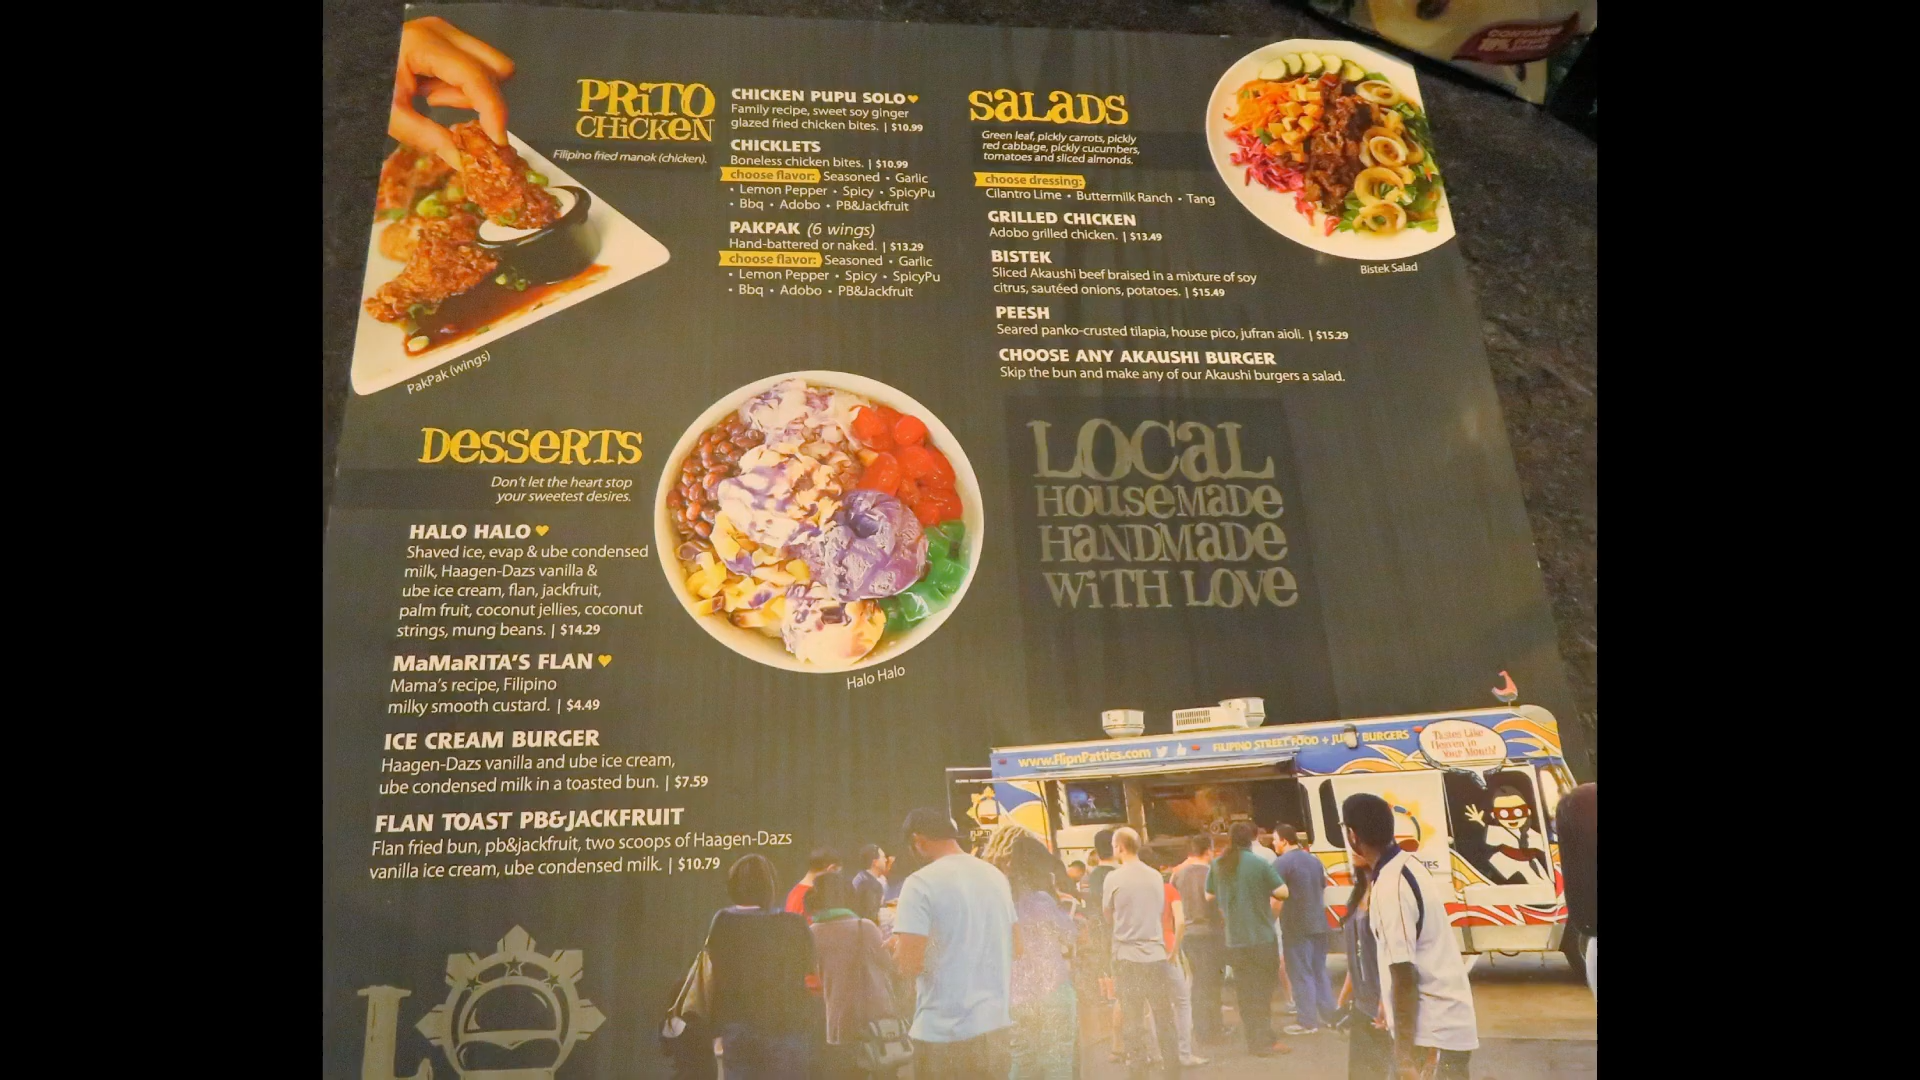 PRiTO
CHiCKeN
Filipino fried manok (chicken).
CHICKEN PUPU SOLO♥
Family recipe, sweet soy ginger
glazed fried chicken bites. | $10.99
CHICKLETS
Boneless chicken bites. | $10.99
choose flavor: Seasoned • Garlic
• Lemon Pepper • Spicy • SpicyPu
• Bbq • Adobo • PB&Jackfruit
PAKPAK (6 wings)
Hand-battered or naked. | $13.29
choose flavor: Seasoned • Garlic
• Lemon Pepper • Spicy • SpicyPu
• Bbq • Adobo • PB&Jackfruit
PakPak (wings)
SaLaDS
Green leaf, pickly carrots, pickly
red cabbage, pickly cucumbers,
tomatoes and sliced almonds.
choose dressing:
Cilantro Lime • Buttermilk Ranch • Tang
GRILLED CHICKEN
Adobo grilled chicken. | $13.49
BISTEK
Sliced Akaushi beef braised in a mixture of soy
citrus, sautéed onions, potatoes. | $15.49
PEESH
Seared panko-crusted tilapia, house pico, jufran aioli. | $15.29
CHOOSE ANY AKAUSHI BURGER
Skip the bun and make any of our Akaushi burgers a salad.
Bistek Salad
DeSSeRTS
Don't let the heart stop
your sweetest desires.
HALO HALO ♥
Shaved ice, evap & ube condensed
milk, Haagen-Dazs vanilla &
ube ice cream, flan, jackfruit,
palm fruit, coconut jellies, coconut
strings, mung beans. | $14.29
MaMaRITA'S FLAN ♥
Mama's recipe, Filipino
milky smooth custard. | $4.49
ICE CREAM BURGER
Haagen-Dazs vanilla and ube ice cream,
ube condensed milk in a toasted bun. | $7.59
FLAN TOAST PB&JACKFRUIT
Flan fried bun, pb&jackfruit, two scoops of Haagen-Dazs
vanilla ice cream, ube condensed milk. | $10.79
Halo Halo
LOCaL
HOuSeMaDe
HaNDMaDe
WiTH LOVe
www.FlipnPatties.com
FILIPINO STREET FOOD + JUICY BURGERS
Tastes Like
Heaven in
Your Mouth!